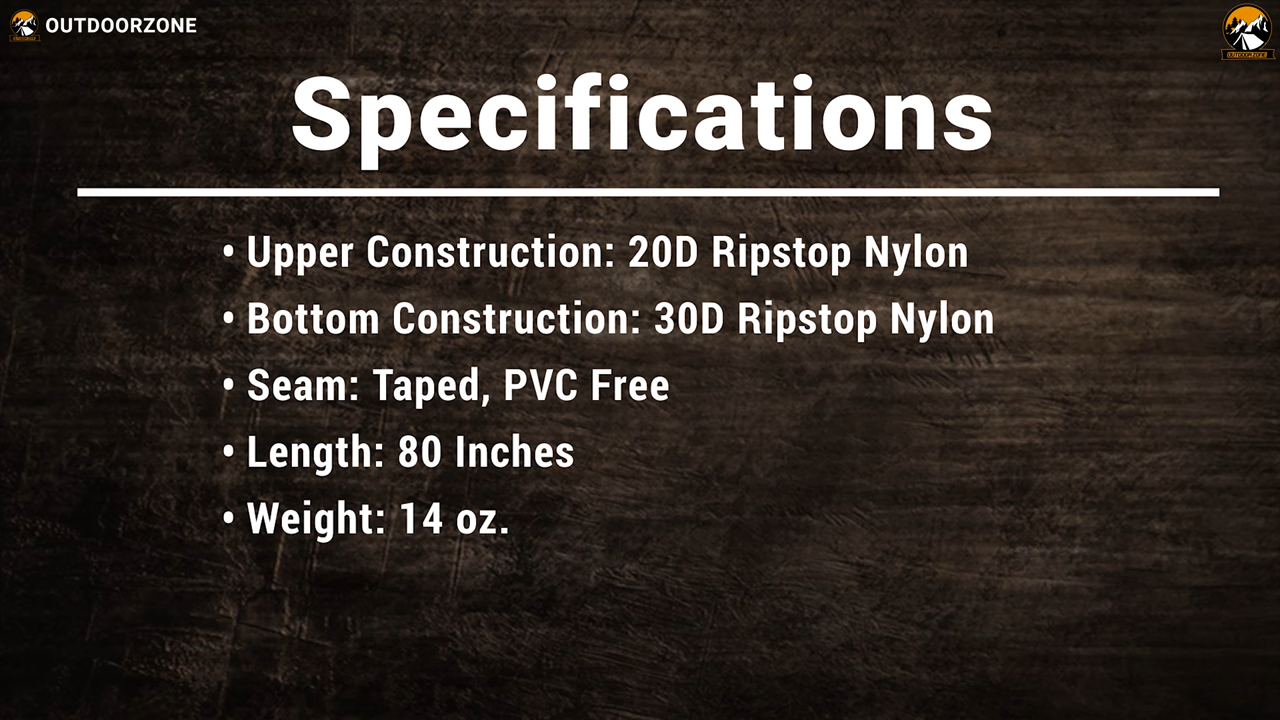 OUTDOORZONE
Specifications
• Upper Construction: 20D Ripstop Nylon
• Bottom Construction: 30D Ripstop Nylon
• Seam: Taped, PVC Free
• Length: 80 Inches
• Weight: 14 oz.